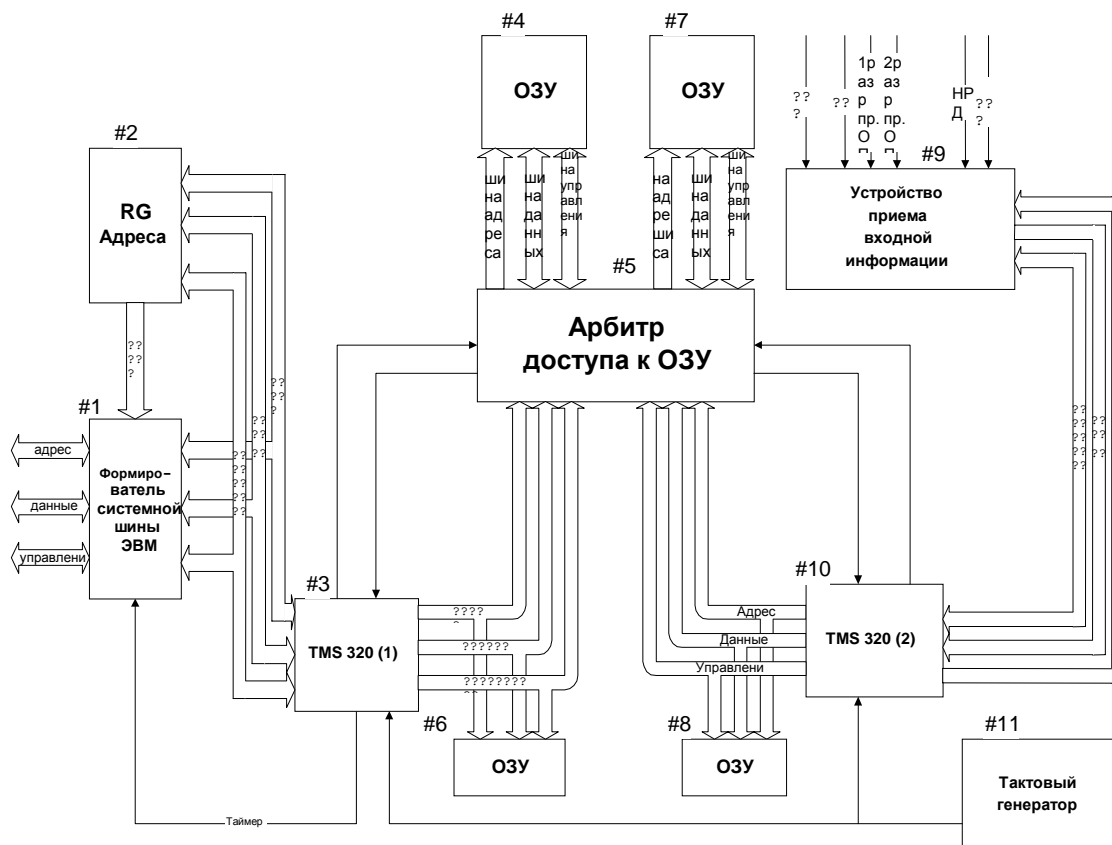 #4
#7
ОЗУ
ОЗУ
???
??
1р
аз
р
пр.
О
П
2р
аз
р
пр.
О
П
НР
Д
???
#2
#9
RG
Адреса
Устройство
приема
входной
информации
ши
на
ад
ре
са
ши
на
да
нн
ых
ши
на
упр
авл
ени
я
на
ад
ре
ши
са
ши
на
да
нн
ых
ши
на
упр
авл
ени
я
#5
Арбитр
доступа к ОЗУ
??
??
?
??
??
?
#1
адрес
данные
управлени
Формиро–
ватель
системной
шины
ЭВМ
#3
TMS 320 (1)
????
?
??????
????????
??
#10
TMS 320 (2)
Адрес
Данные
Управлени
#6
ОЗУ
#8
ОЗУ
#11
Тактовый
генератор
Таймер